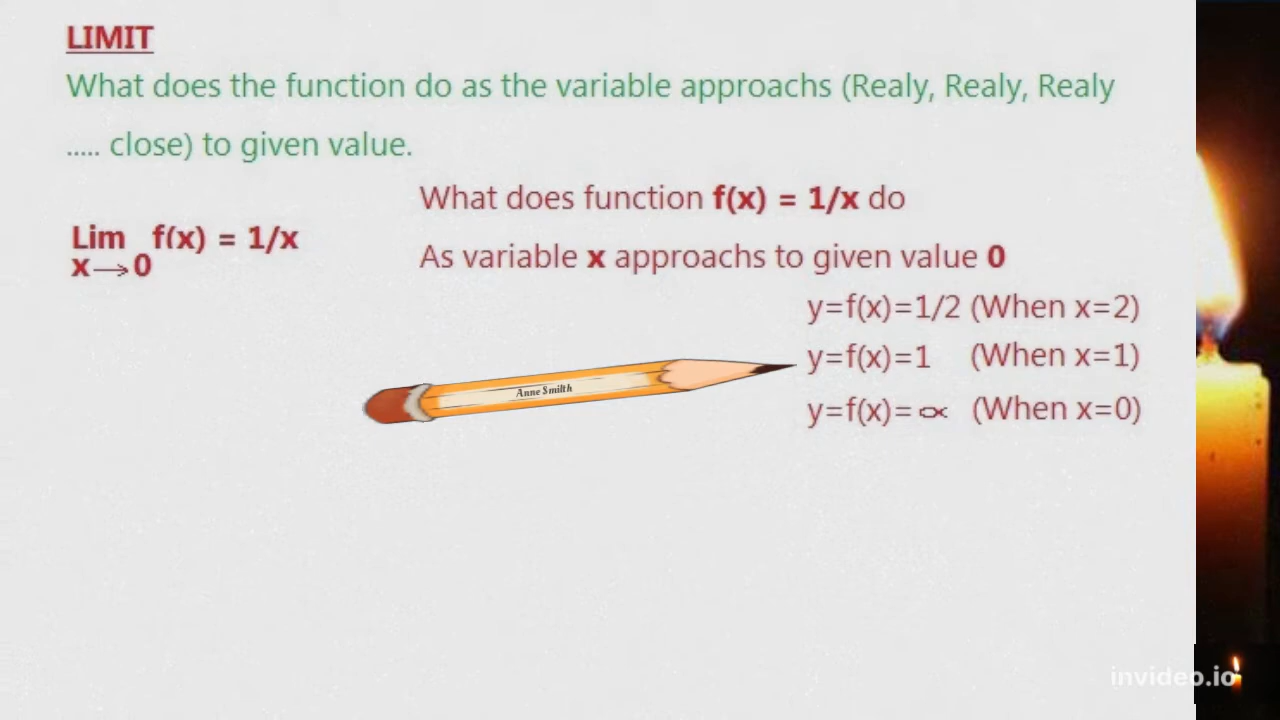 LIMIT
What does the function do as the variable approachs (Realy, Realy, Realy
..... close) to given value.
What does function f(x) = 1/x do
Lim f(x) = 1/x
x→0
As variable x approachs to given value 0
y=f(x)=1/2 (When x=2)
y=f(x)=1 (When x=1)
y=f(x)=∝ (When x=0)
Anne Smilth
invideo.io